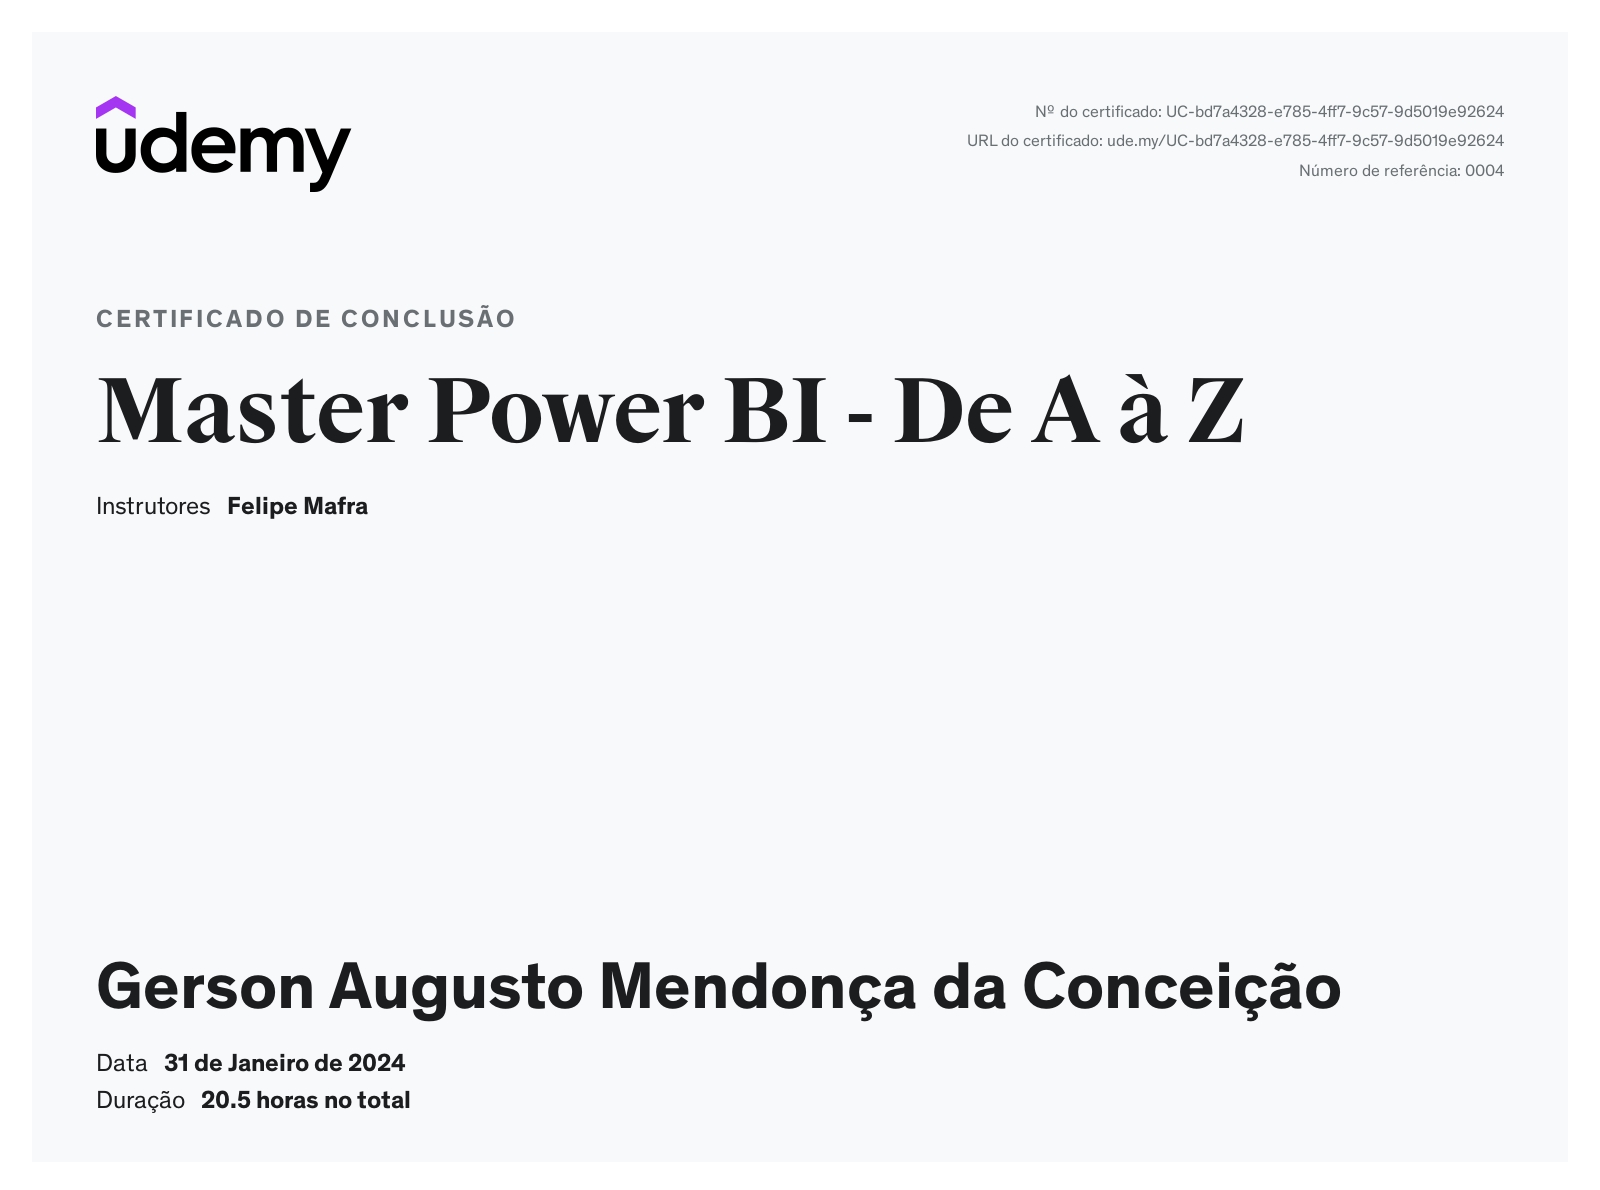 udemy
Nº do certificado: UC-bd7a4328-e785-4ff7-9c57-9d5019e92624
URL do certificado: ude.my/UC-bd7a4328-e785-4ff7-9c57-9d5019e92624
Número de referência: 0004
CERTIFICADO DE CONCLUSÃO
Master Power BI - De A à Z
Instrutores Felipe Mafra
Gerson Augusto Mendonça da Conceição
Data 31 de Janeiro de 2024
Duração 20.5 horas no total